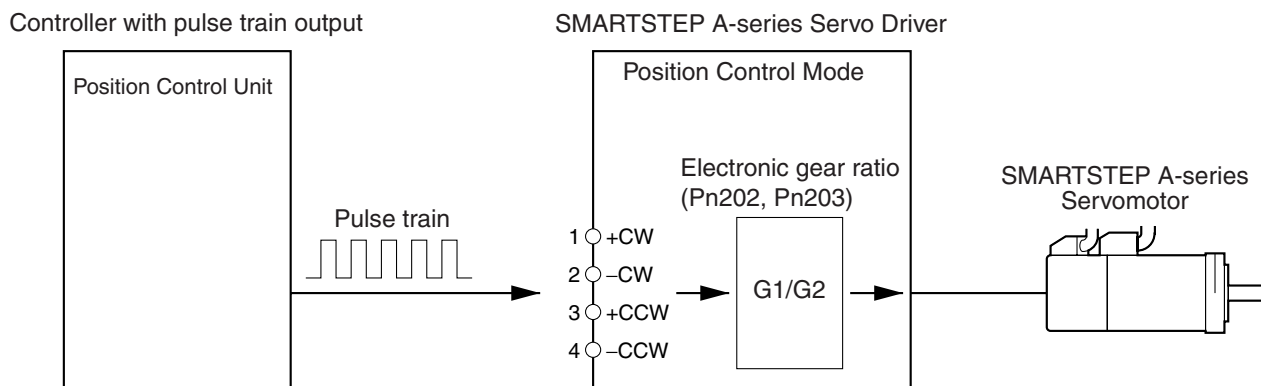 Controller with pulse train output
SMARTSTEP A-series Servo Driver
Position Control Unit
Position Control Mode
Electronic gear ratio
(Pn202, Pn203)
SMARTSTEP A-series
Servomotor
Pulse train
1 +CW
2 –CW
3 +CCW
4 –CCW
G1/G2